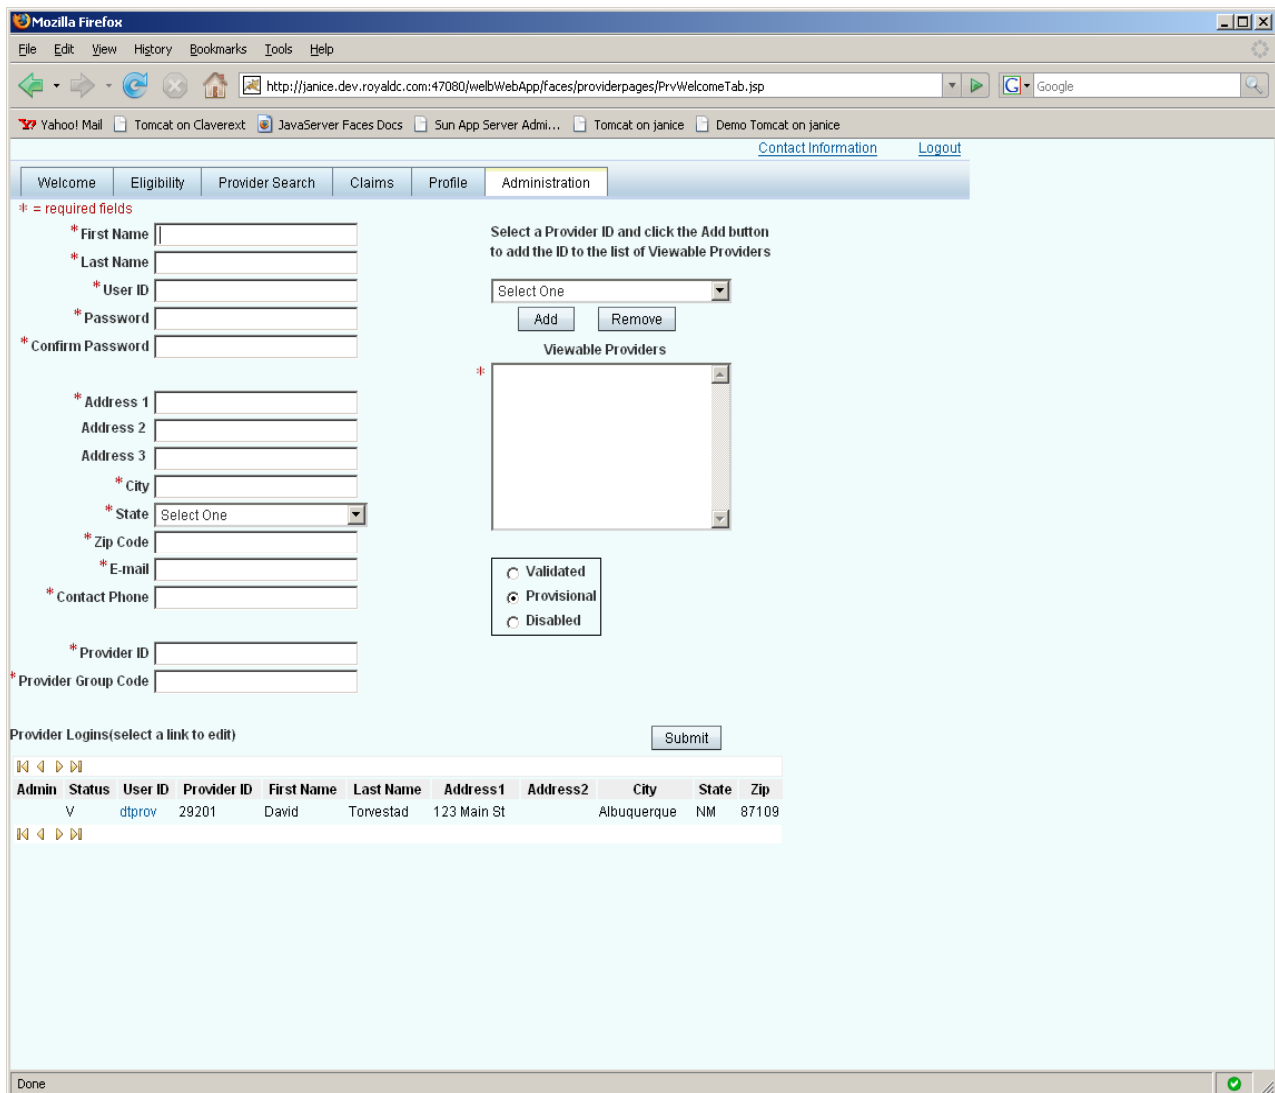 Mozilla Firefox
File Edit View History Bookmarks Tools Help
http://janice.dev.royaldc.com:47080/welbWebApp/faces/providerpages/PrvWelcomeTab.jsp
G Google
Yahoo! Mail Tomcat on Claverext JavaServer Faces Docs Sun App Server Admi... Tomcat on janice Demo Tomcat on janice
Contact Information Logout
Welcome Eligibility Provider Search Claims Profile Administration
* = required fields
* First Name
* Last Name
* User ID
* Password
* Confirm Password
* Address 1
Address 2
Address 3
* City
* State Select One
* Zip Code
* E-mail
* Contact Phone
* Provider ID
* Provider Group Code
Select a Provider ID and click the Add button
to add the ID to the list of Viewable Providers
Select One
Add Remove
Viewable Providers
*
Validated
Provisional
Disabled
Provider Logins(select a link to edit)
Submit
Admin Status User ID Provider ID First Name Last Name Address1 Address2 City State Zip
V dtprov 29201 David Torvestad 123 Main St Albuquerque NM 87109
Done